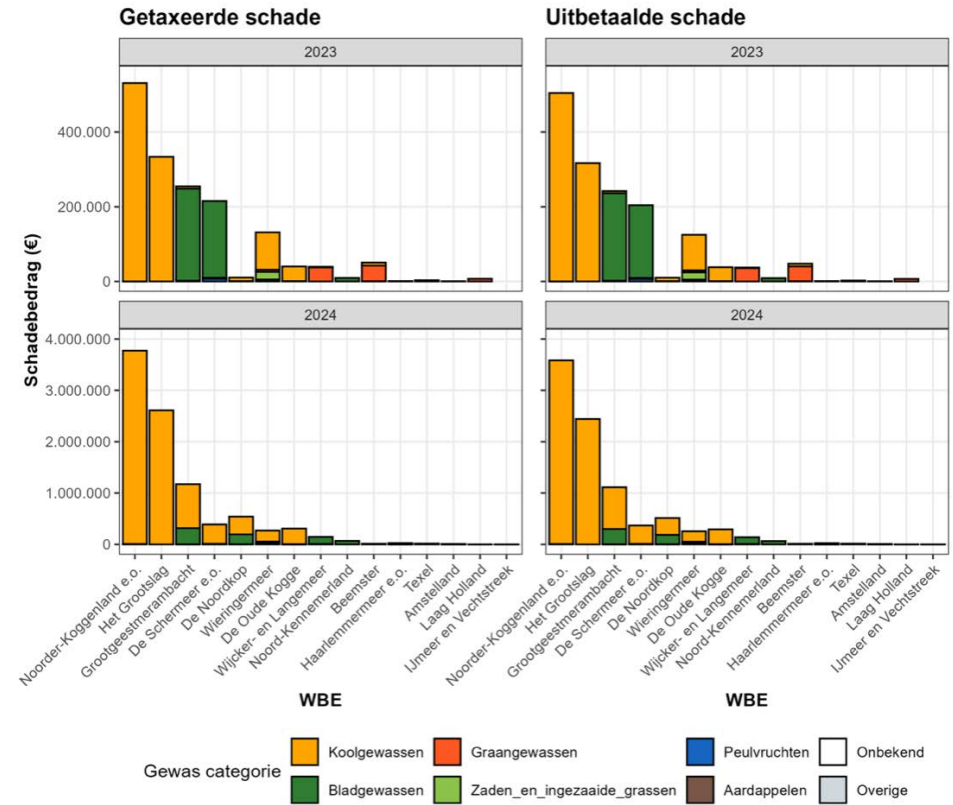 Getaxeerde schade
Uitbetaalde schade
2023
2023
400.000
200.000
0
2024
2024
4.000.000
3.000.000
2.000.000
1.000.000
0
Schadebedrag (€)
Noorder-Koggenland e.o.
Het Grootslag
Grootgeestmerambacht
De Schermeer e.o.
De Noordkop
Wieringermeer
De Oude Kogge
Wijcker- en Langemeer
Noord-Kennemerland
Beemster
Haarlemmermeer e.o.
Texel
Amstelland
Laag Holland
IJmeer en Vechtstreek
Noorder-Koggenland e.o.
Het Grootslag
Grootgeestmerambacht
De Schermeer e.o.
De Noordkop
Wieringermeer
De Oude Kogge
Wijcker- en Langemeer
Noord-Kennemerland
Beemster
Haarlemmermeer e.o.
Texel
Amstelland
Laag Holland
IJmeer en Vechtstreek
WBE
WBE
Gewas categorie
Koolgewassen
Graangewassen
Peulvruchten
Onbekend
Bladgewassen
Zaden_en_ingezaaide_grassen
Aardappelen
Overige